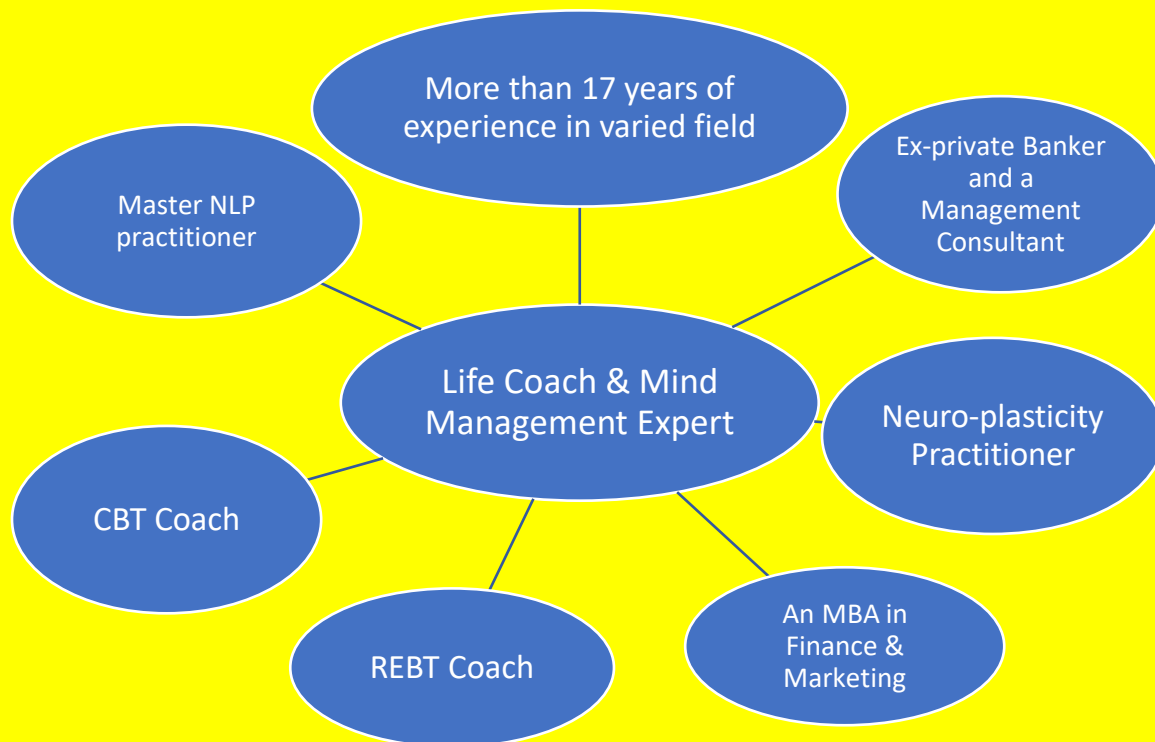 More than 17 years of
experience in varied field
Ex-private Banker
and a
Management
Consultant
Master NLP
practitioner
Life Coach & Mind
Management Expert
Neuro-plasticity
Practitioner
CBT Coach
An MBA in
Finance &
Marketing
REBT Coach